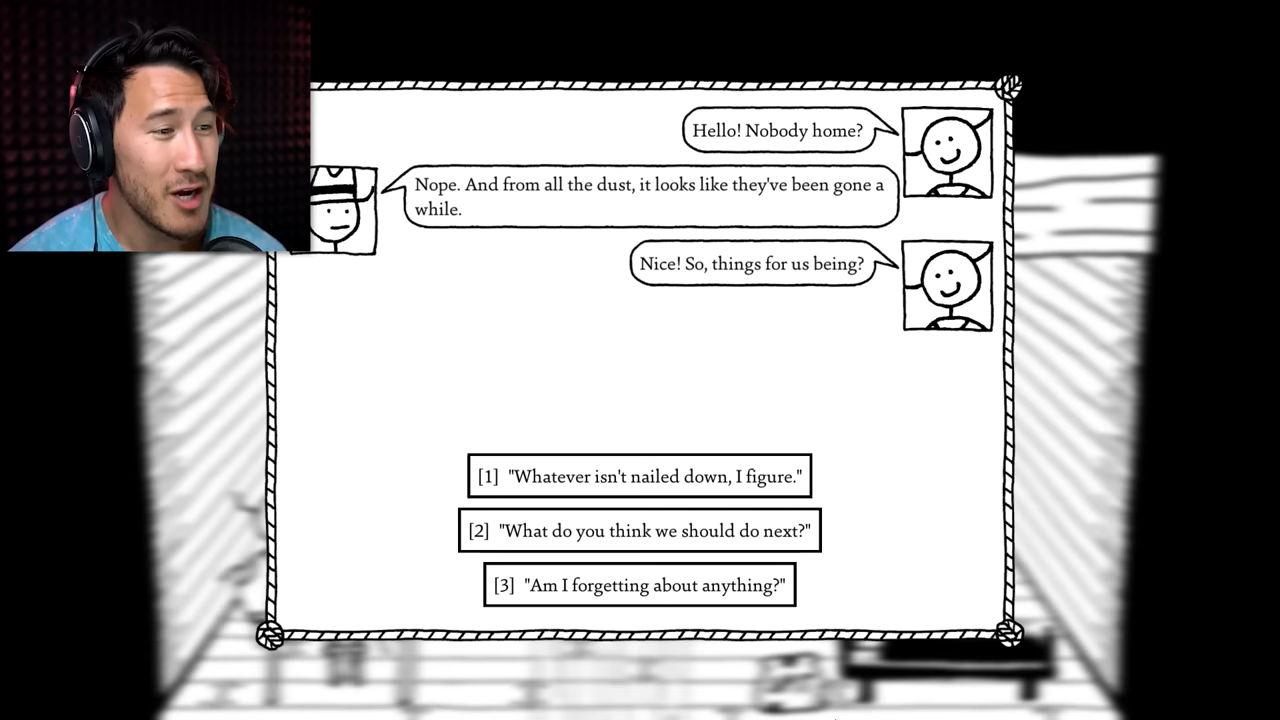 Hello! Nobody home?
Nope. And from all the dust, it looks like they've been gone a
while.
Nice! So, things for us being?
[1] "Whatever isn't nailed down, I figure."
[2] "What do you think we should do next?"
[3] "Am I forgetting about anything?"